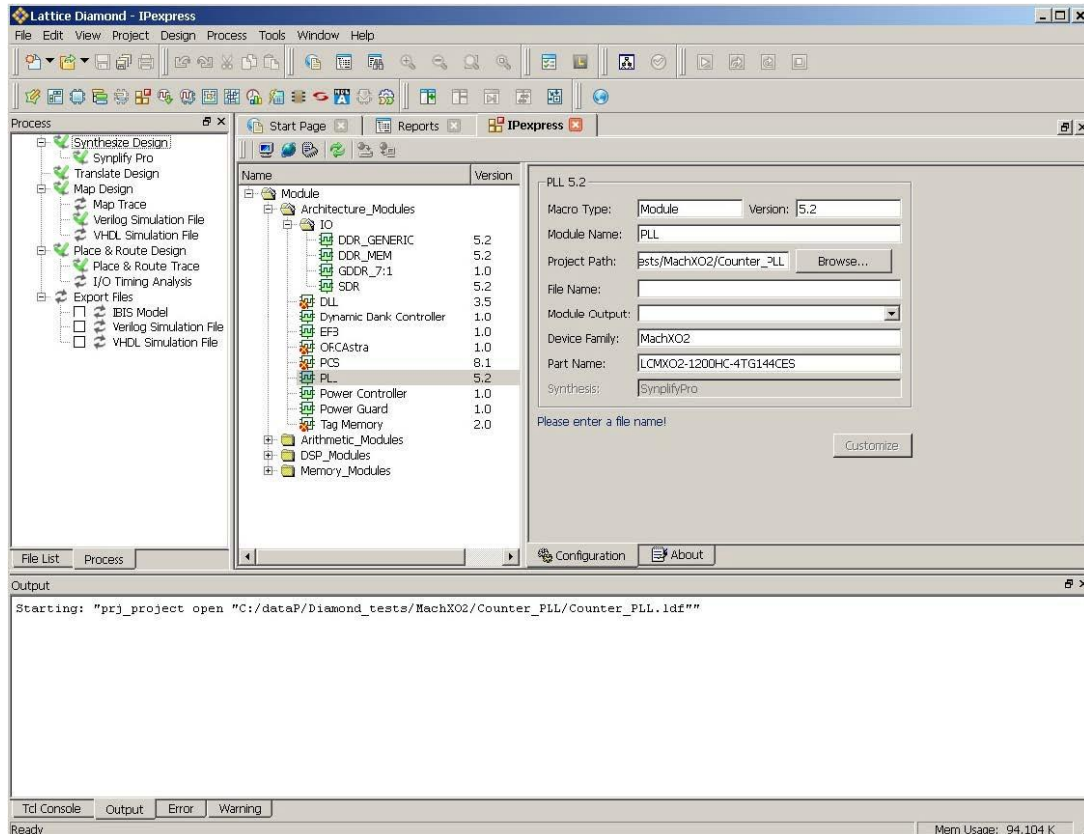 Lattice Diamond - IPexpress
File Edit View Project Design Process Tools Window Help
Process
Synthesize Design
Synplify Pro
Translate Design
Map Design
Map Trace
Verilog Simulation File
VHDL Simulation File
Place & Route Design
Place & Route Trace
I/O Timing Analysis
Export Files
IBIS Model
Verilog Simulation File
VHDL Simulation File
File List Process
Start Page Reports IPexpress
Name Version
Module
Architecture_Modules
IO
DDR_GENERIC 5.2
DDR_MEM 5.2
GDDR_7:1 1.0
SDR 5.2
DLL 3.5
Dynamic Bank Controller 1.0
EFB 1.0
ORCAstra 1.0
PCS 8.1
PLL 5.2
Power Controller 1.0
Power Guard 1.0
Tag Memory 2.0
Arithmetic_Modules
DSP_Modules
Memory_Modules
PLL 5.2
Macro Type: Module Version: 5.2
Module Name: PLL
Project Path: ests/MachXO2/Counter_PLL Browse...
File Name:
Module Output:
Device Family: MachXO2
Part Name: LCMXO2-1200HC-4TG144CES
Synthesis: SynplifyPro
Please enter a file name!
Customize
Configuration About
Output
Starting: "prj_project open "C:/dataP/Diamond_tests/MachXO2/Counter_PLL/Counter_PLL.ldf""
Tcl Console Output Error Warning
Ready Mem Usage: 94,104 K